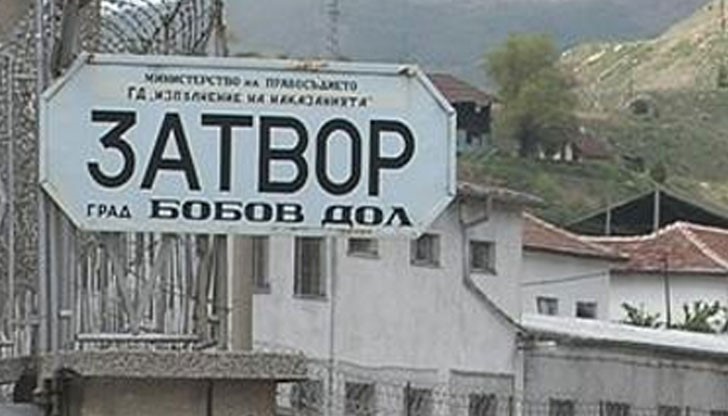 МИНИСТЕРСТВО НА ПРАВОСЪДИЕТО
ГД „ИЗПЪЛНЕНИЕ НА НАКАЗАНИЯТА“
ЗАТВОР
ГРАД БОБОВ ДОЛ